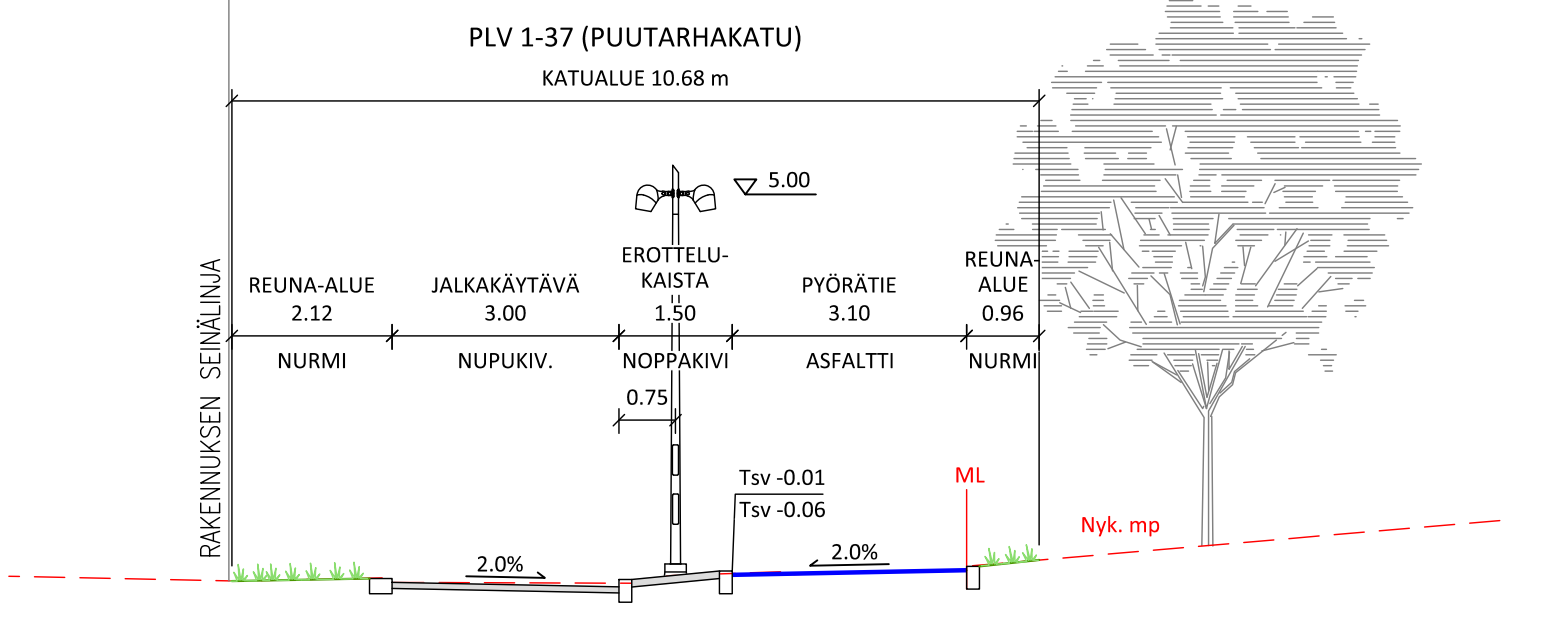 PLV 1-37 (PUUTARHAKATU)
KATUALUE 10.68 m
5.00
RAKENNUKSEN SEINÄLINJA
REUNA-ALUE
2.12
NURMI
JALKAKÄYTÄVÄ
3.00
NUPUKIV.
EROTTELU-
KAISTA
1.50
NOPPAKIVI
PYÖRÄTIE
3.10
ASFALTTI
REUNA-
ALUE
0.96
NURMI
0.75
Tsv -0.01
Tsv -0.06
ML
Nyk. mp
2.0%
2.0%